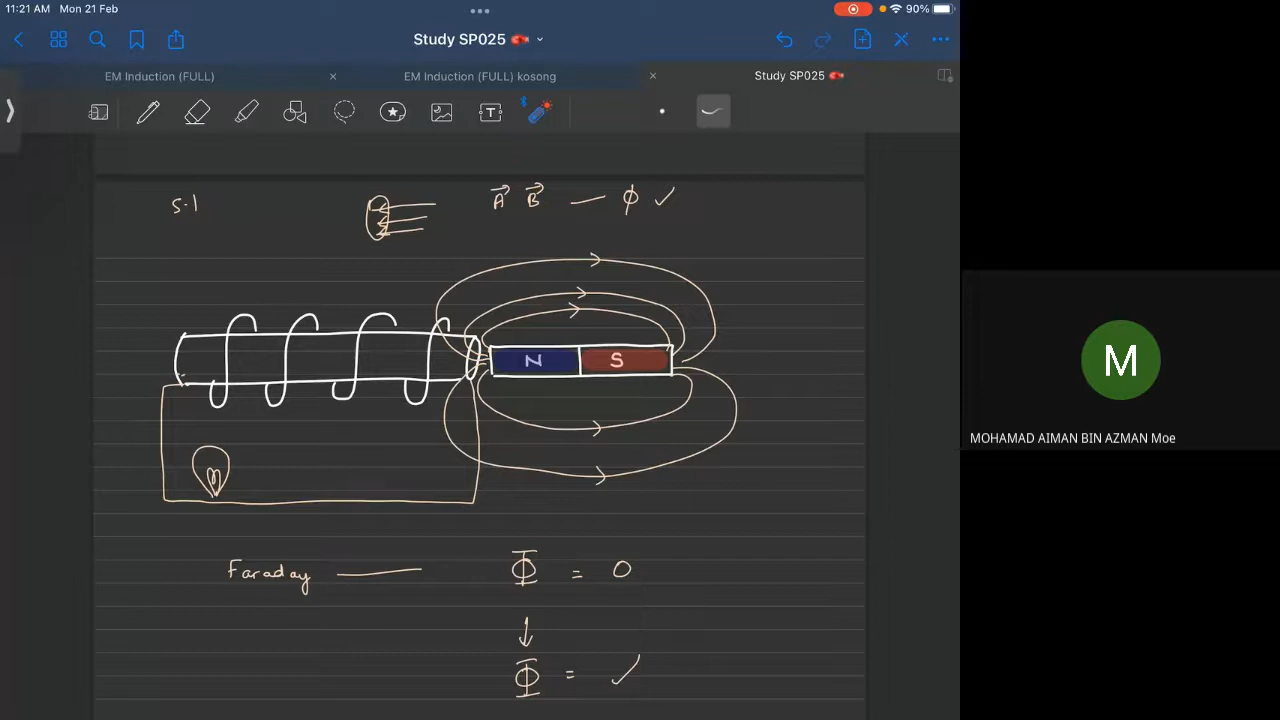 11:21 AM Mon 21 Feb
90%
Study SP025
EM Induction (FULL)
EM Induction (FULL) kosong
Study SP025
T
5.1
A⃗ B⃗ — ϕ ✓
N S
Faraday — Φ = 0
↓
Φ = ✓
M
MOHAMAD AIMAN BIN AZMAN Moe